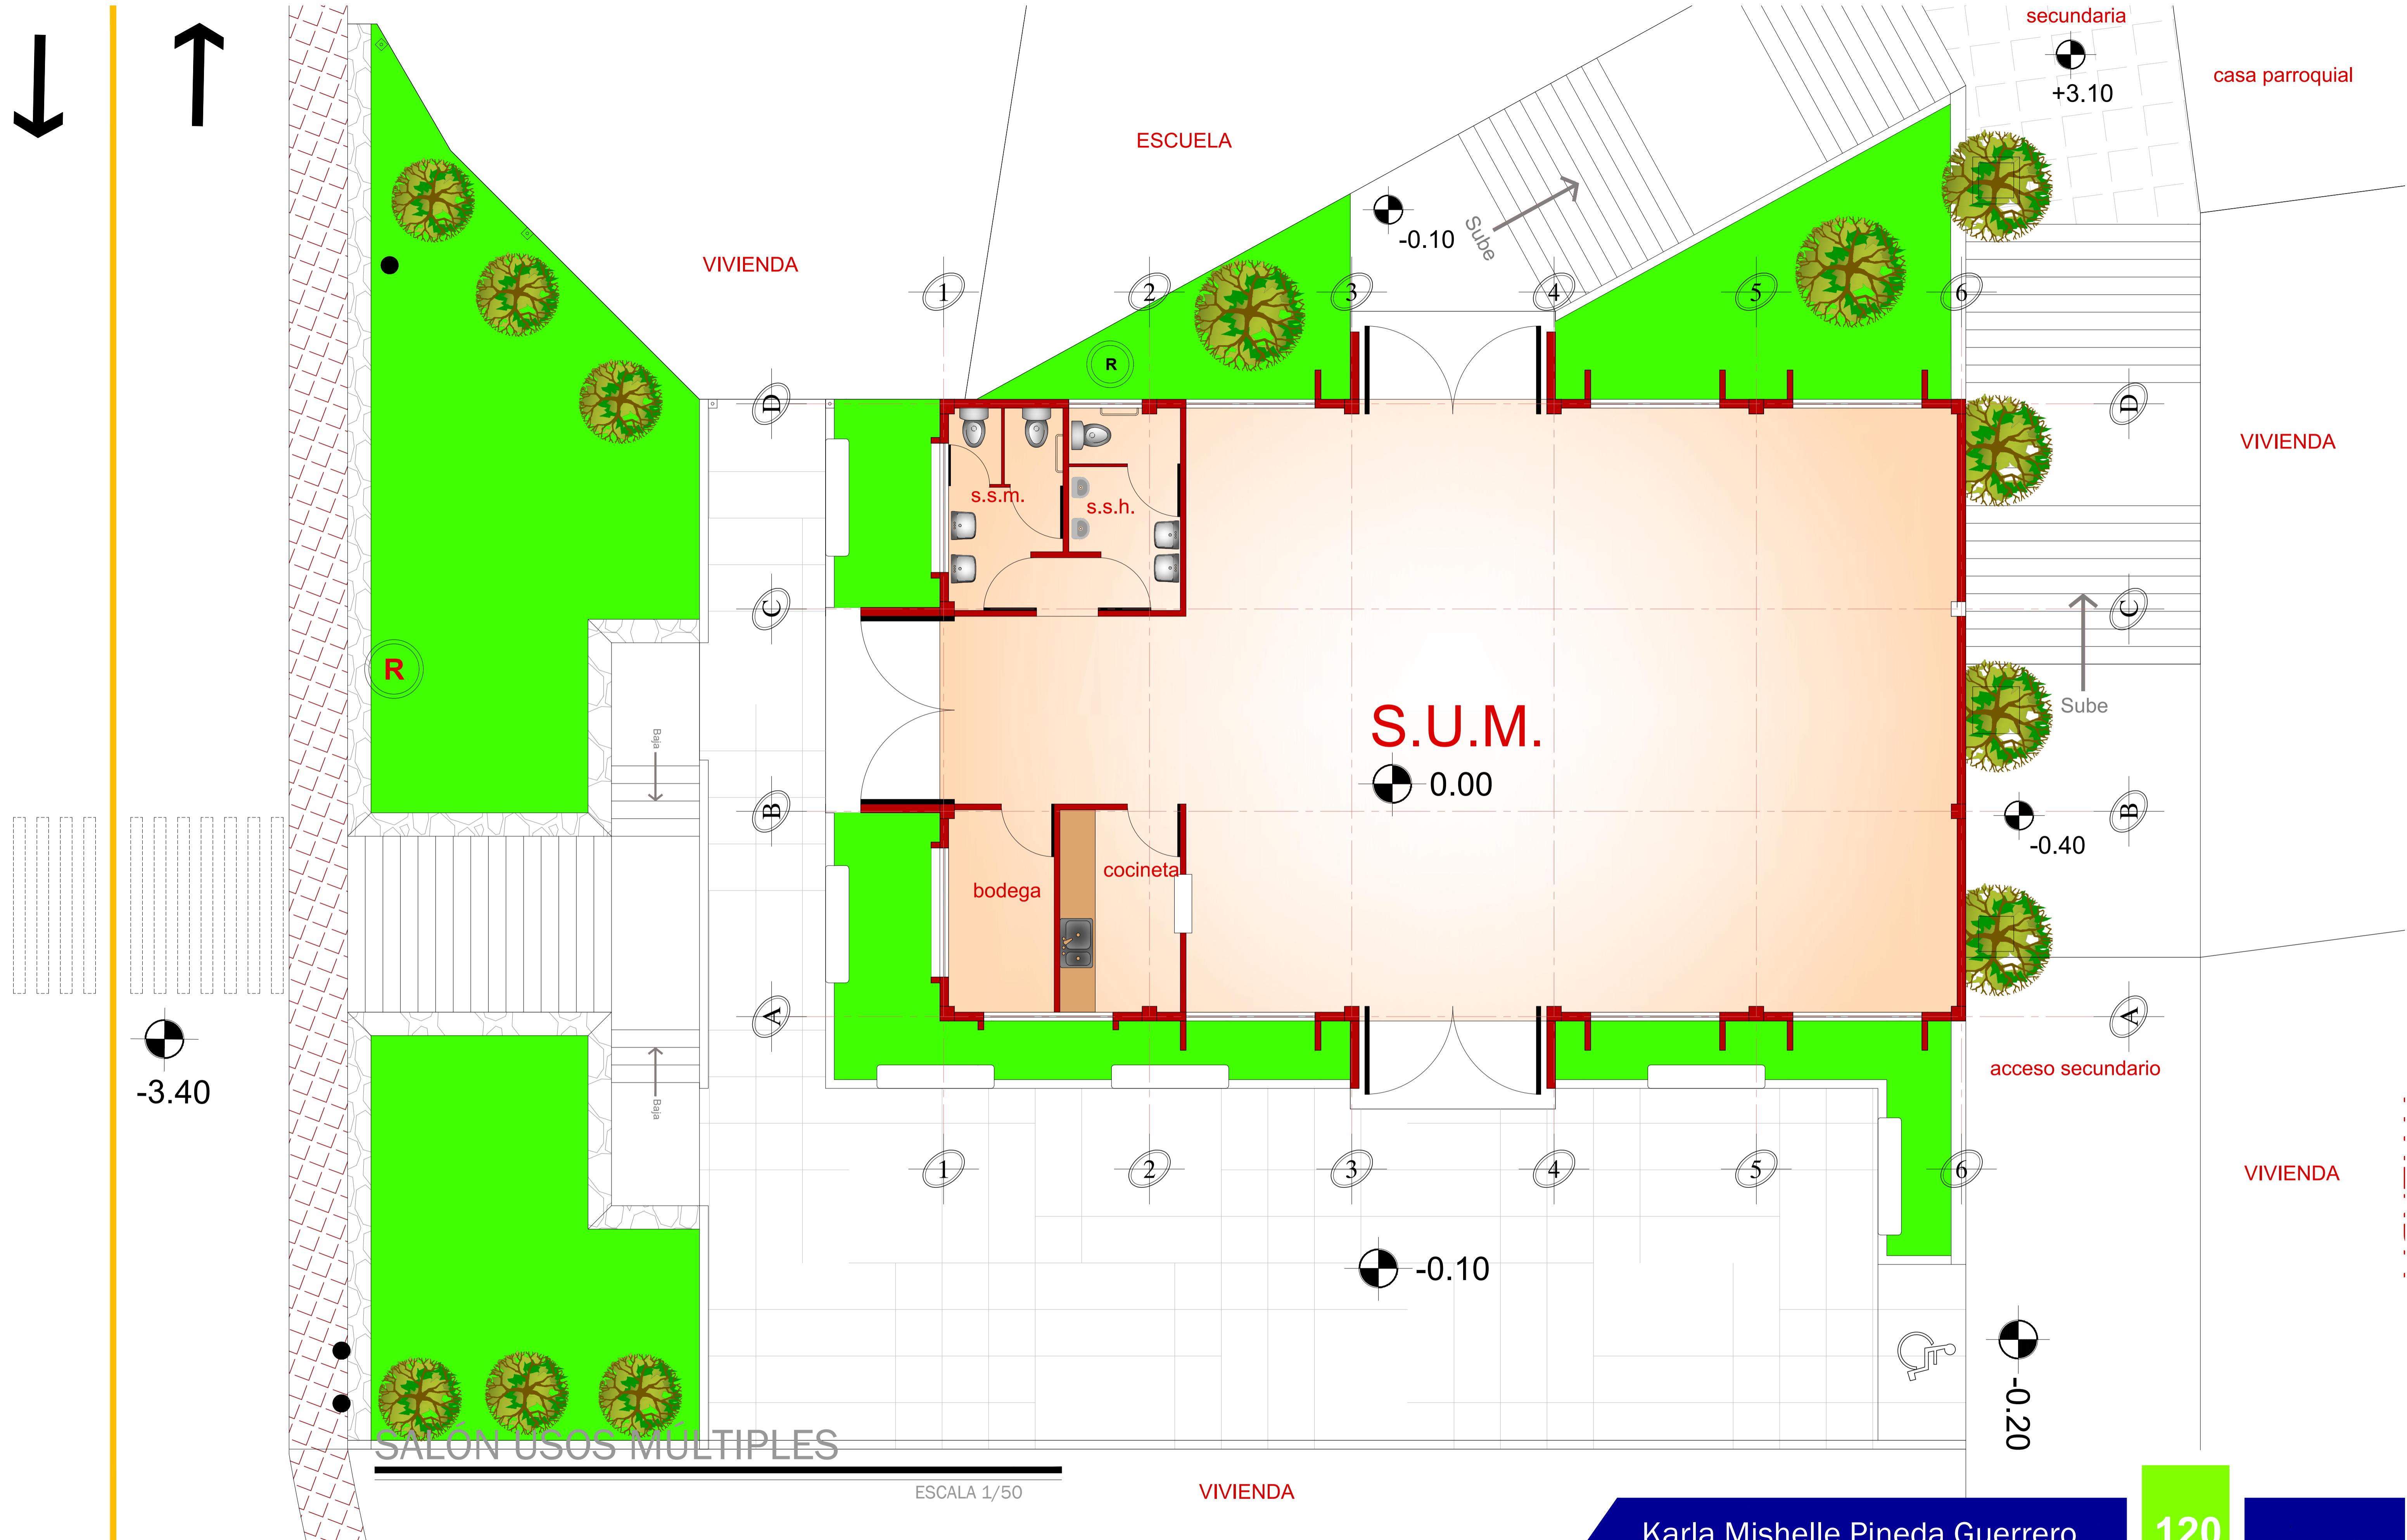 secundaria
+3.10
casa parroquial
ESCUELA
-0.10
Sube
VIVIENDA
1
2
3
4
5
6
R
D
D
VIVIENDA
s.s.m.
s.s.h.
C
C
R
Sube
S.U.M.
0.00
Baja
B
B
-0.40
cocineta
bodega
A
A
-3.40
acceso secundario
Baja
1
2
3
4
5
6
VIVIENDA
-0.10
-0.20
SALÓN USOS MÚLTIPLES
ESCALA 1/50
VIVIENDA
Karla Mishelle Pineda Guerrero
120